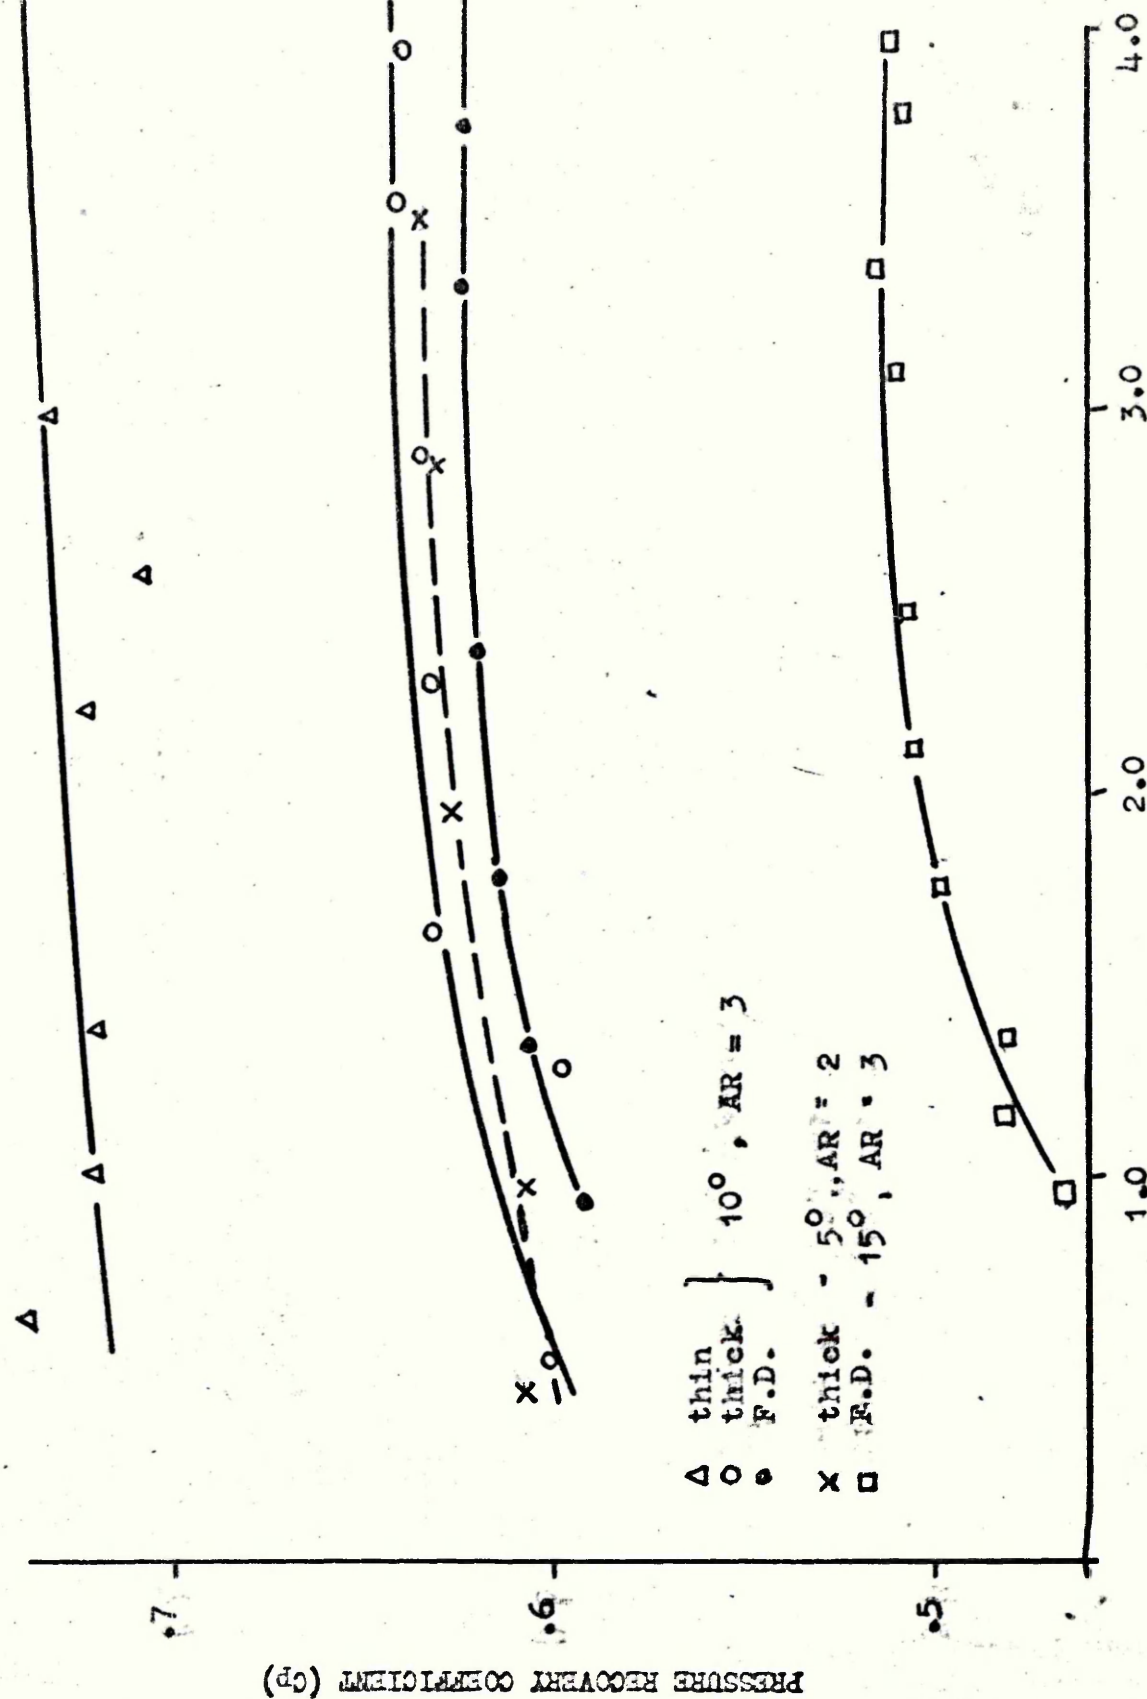 PRESSURE RECOVERY COEFFICIENT (Cp)
.7
.6
.5
Δ thin
O thick } 10°, AR = 3
● F.D.
x thick - 5°, AR = 2
□ F.D. - 15°, AR = 3
1.0 2.0 3.0 4.0